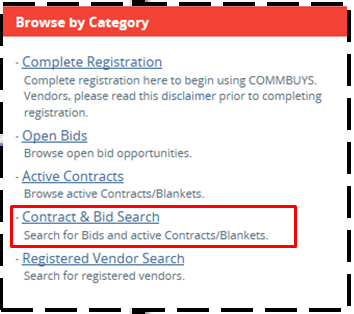 Browse by Category
- Complete Registration
Complete registration here to begin using COMMBUYS.
Vendors, please read this disclaimer prior to completing
registration.
- Open Bids
Browse open bid opportunities.
- Active Contracts
Browse active Contracts/Blankets.
- Contract & Bid Search
Search for Bids and active Contracts/Blankets.
- Registered Vendor Search
Search for registered vendors.